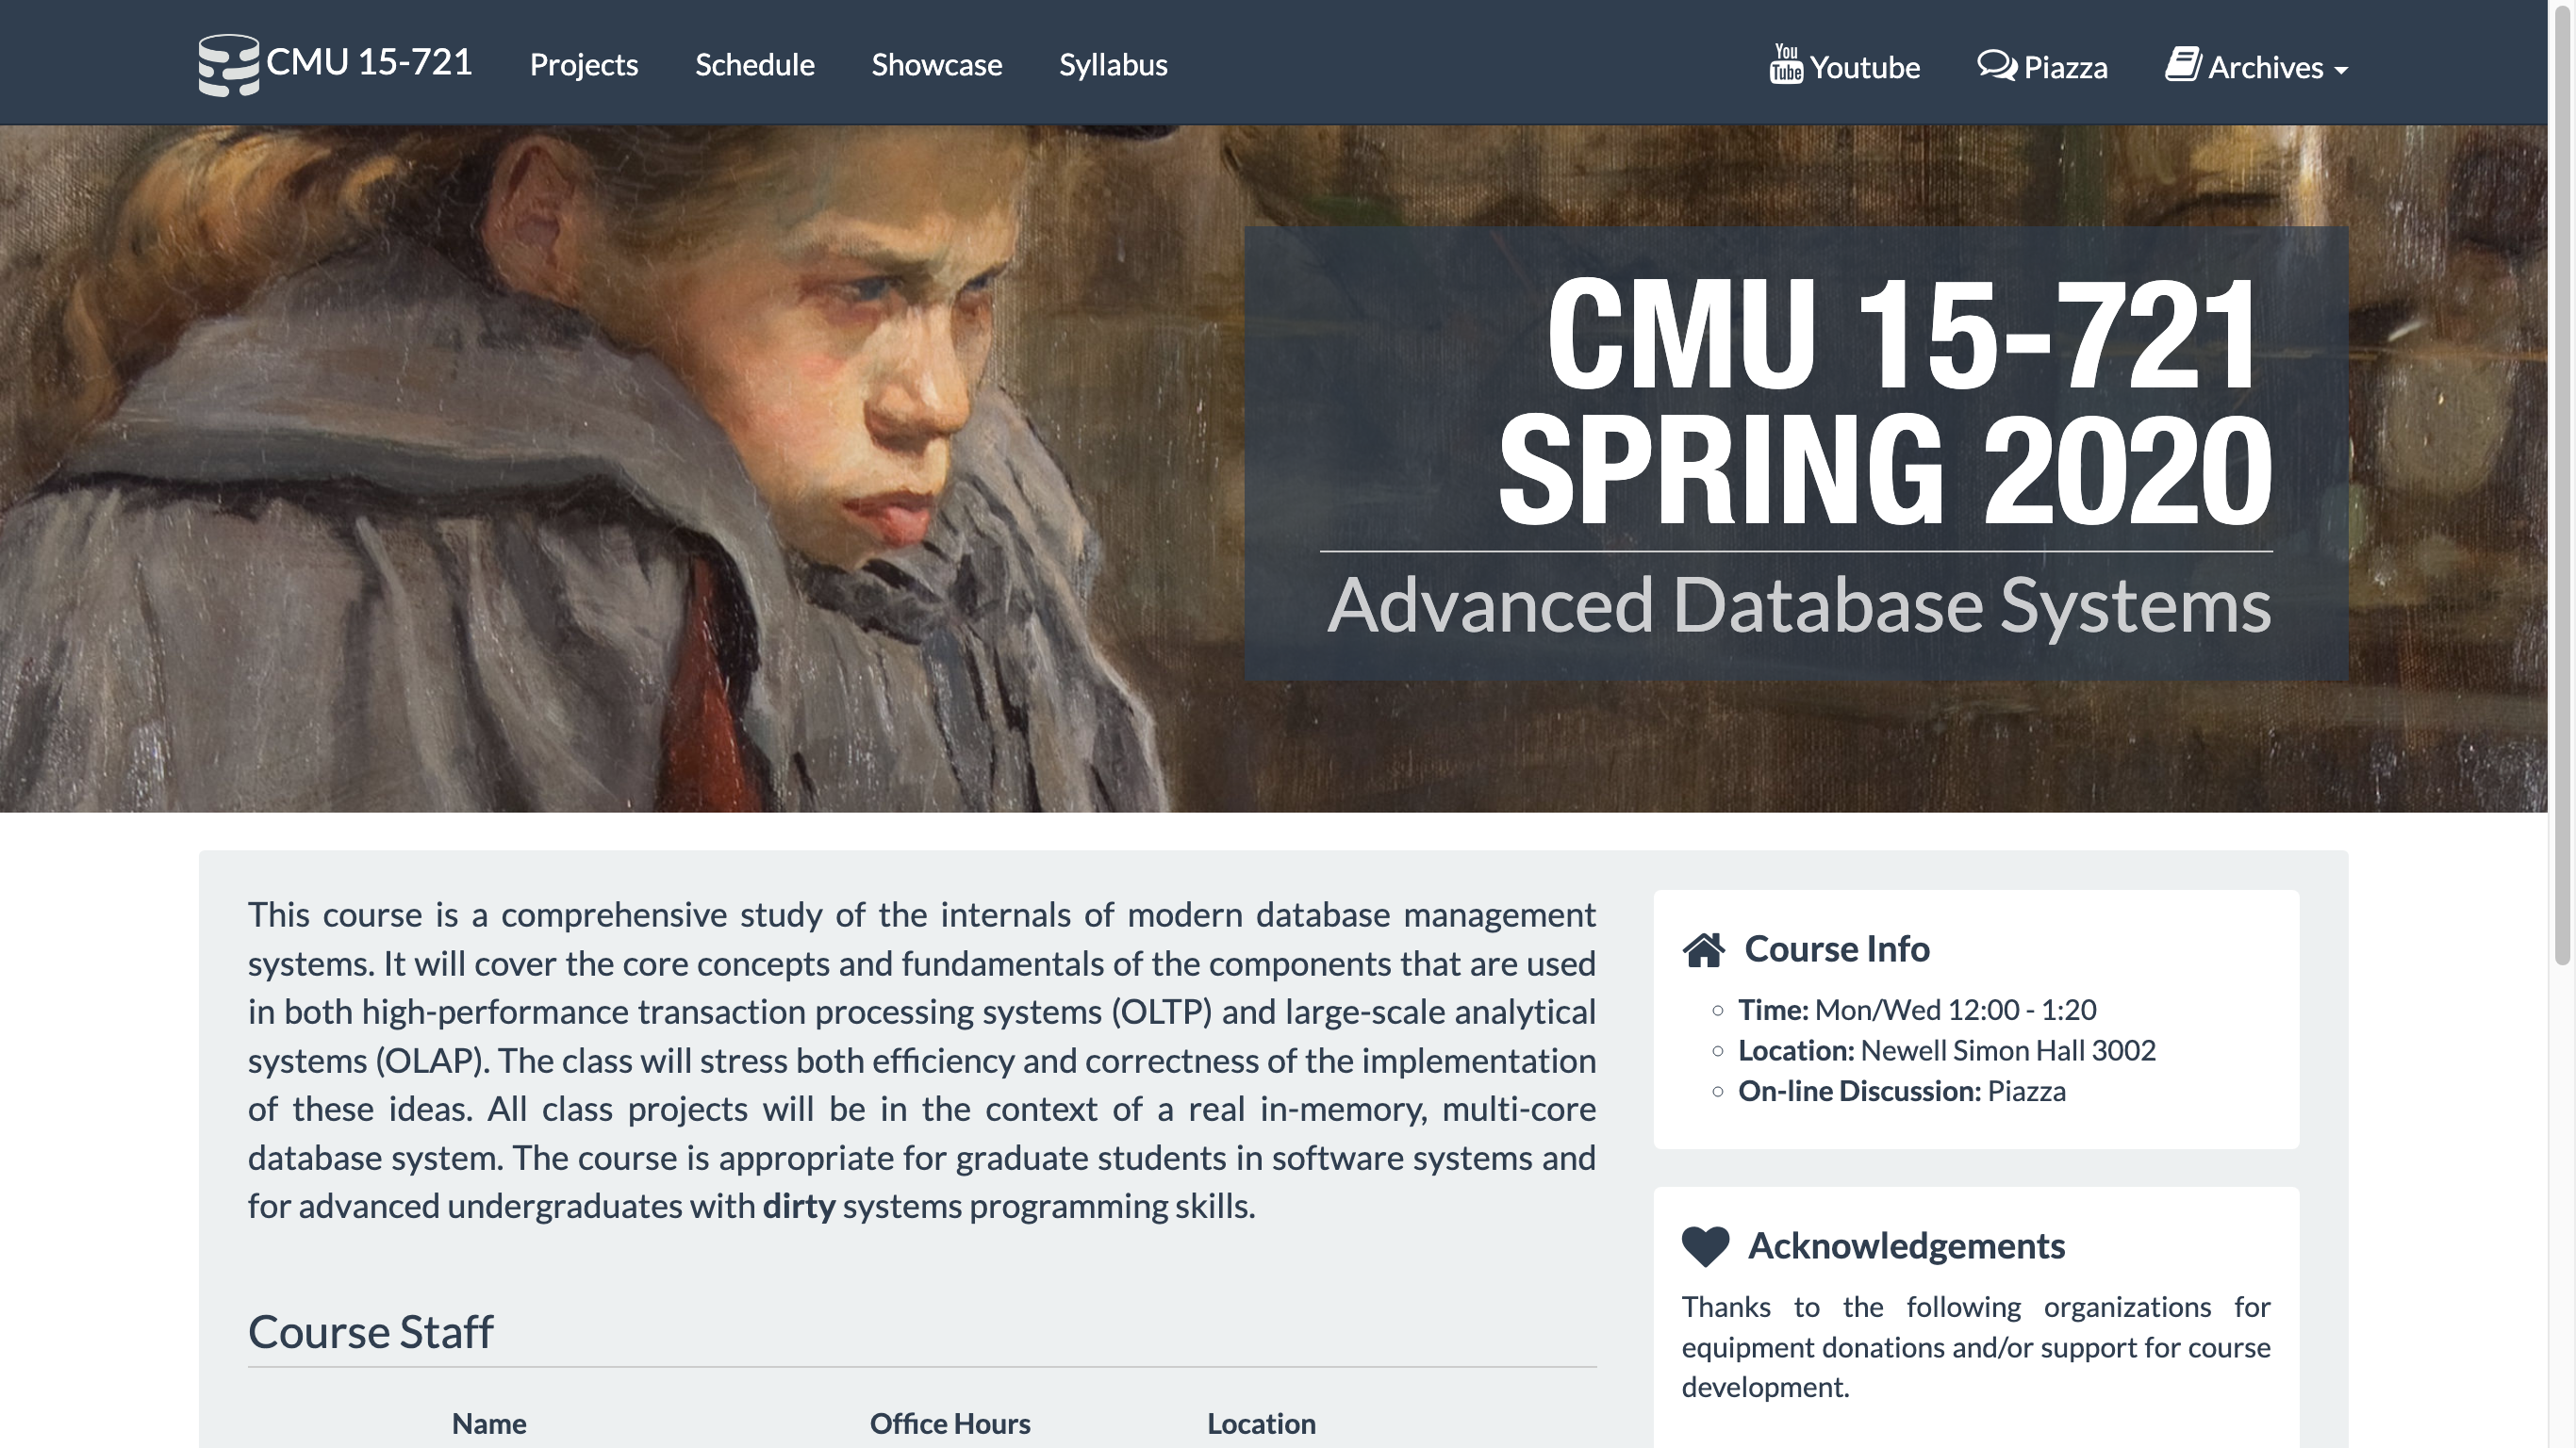 CMU 15-721 Projects Schedule Showcase Syllabus You Tube Youtube Piazza Archives
CMU 15-721
SPRING 2020
Advanced Database Systems
This course is a comprehensive study of the internals of modern database management
systems. It will cover the core concepts and fundamentals of the components that are used
in both high-performance transaction processing systems (OLTP) and large-scale analytical
systems (OLAP). The class will stress both efficiency and correctness of the implementation
of these ideas. All class projects will be in the context of a real in-memory, multi-core
database system. The course is appropriate for graduate students in software systems and
for advanced undergraduates with dirty systems programming skills.
Course Staff
Name Office Hours Location
Course Info
Time: Mon/Wed 12:00 - 1:20
Location: Newell Simon Hall 3002
On-line Discussion: Piazza
Acknowledgements
Thanks to the following organizations for
equipment donations and/or support for course
development.